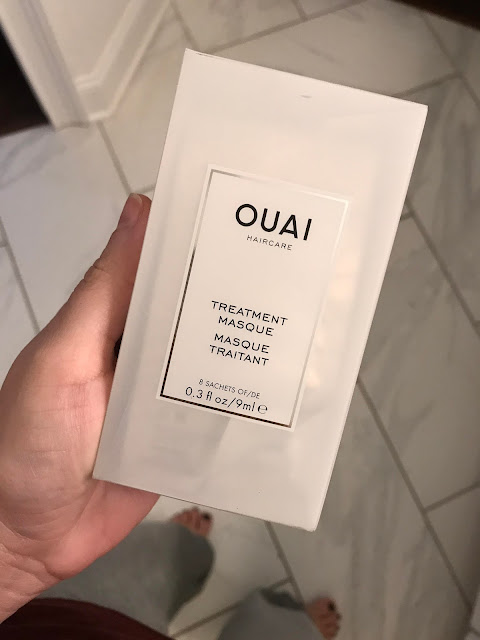 OUAI
HAIRCARE
TREATMENT
MASQUE
MASQUE
TRAITANT
8 SACHETS OF/DE
0.3 fl oz/9ml ℮